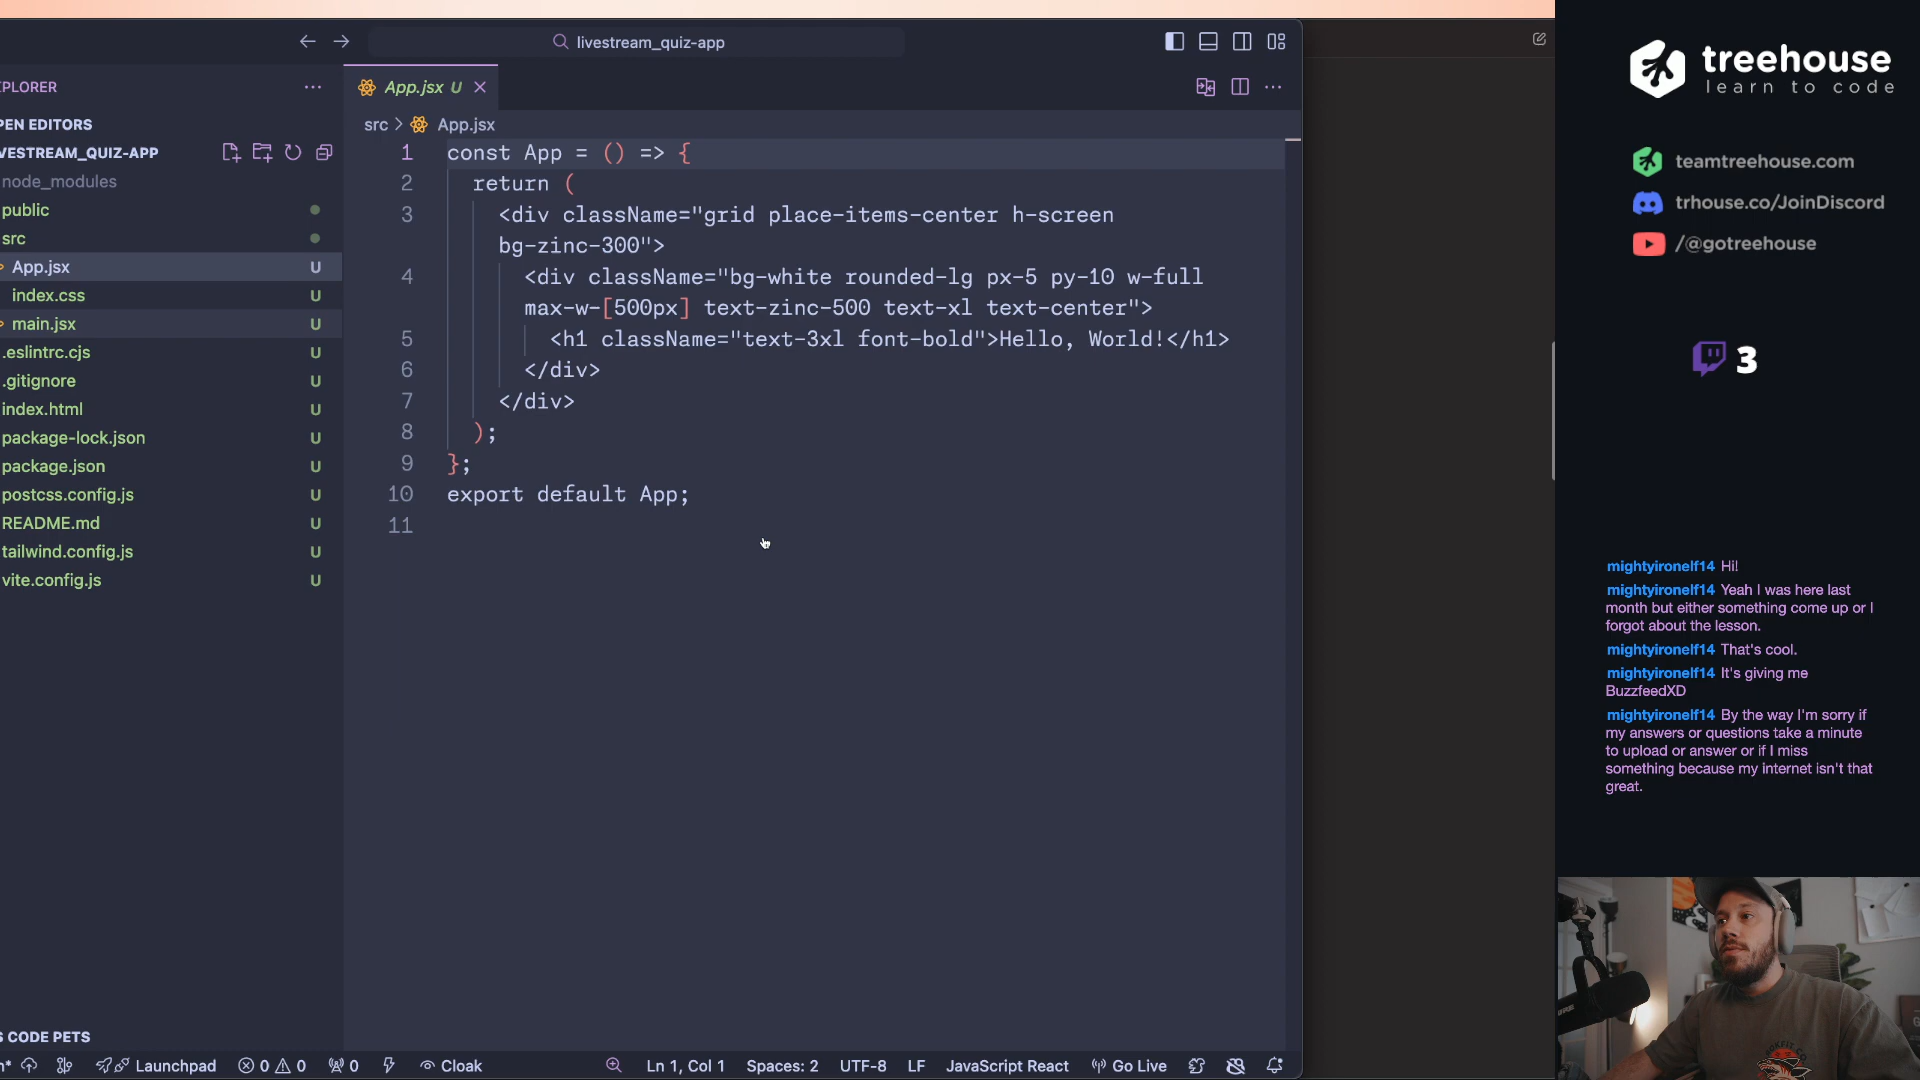 livestream_quiz-app
PLORER
App.jsx U
PEN EDITORS
src > App.jsx
VESTREAM_QUIZ-APP
node_modules
public
src
App.jsx U
index.css U
main.jsx U
.eslintrc.cjs U
.gitignore U
index.html U
package-lock.json U
package.json U
postcss.config.js U
README.md U
tailwind.config.js U
vite.config.js U
S CODE PETS
1 const App = () => {
2 return (
3 <div className="grid place-items-center h-screen
bg-zinc-300">
4 <div className="bg-white rounded-lg px-5 py-10 w-full
max-w-[500px] text-zinc-500 text-xl text-center">
5 <h1 className="text-3xl font-bold">Hello, World!</h1>
6 </div>
7 </div>
8 );
9 };
10 export default App;
11
n* Launchpad 0 0 0 Cloak Ln 1, Col 1 Spaces: 2 UTF-8 LF JavaScript React Go Live
treehouse
learn to code
teamtreehouse.com
trhouse.co/JoinDiscord
/@gotreehouse
3
mightyironelf14 Hi!
mightyironelf14 Yeah I was here last
month but either something come up or I
forgot about the lesson.
mightyironelf14 That's cool.
mightyironelf14 It's giving me
BuzzfeedXD
mightyironelf14 By the way I'm sorry if
my answers or questions take a minute
to upload or answer or if I miss
something because my internet isn't that
great.